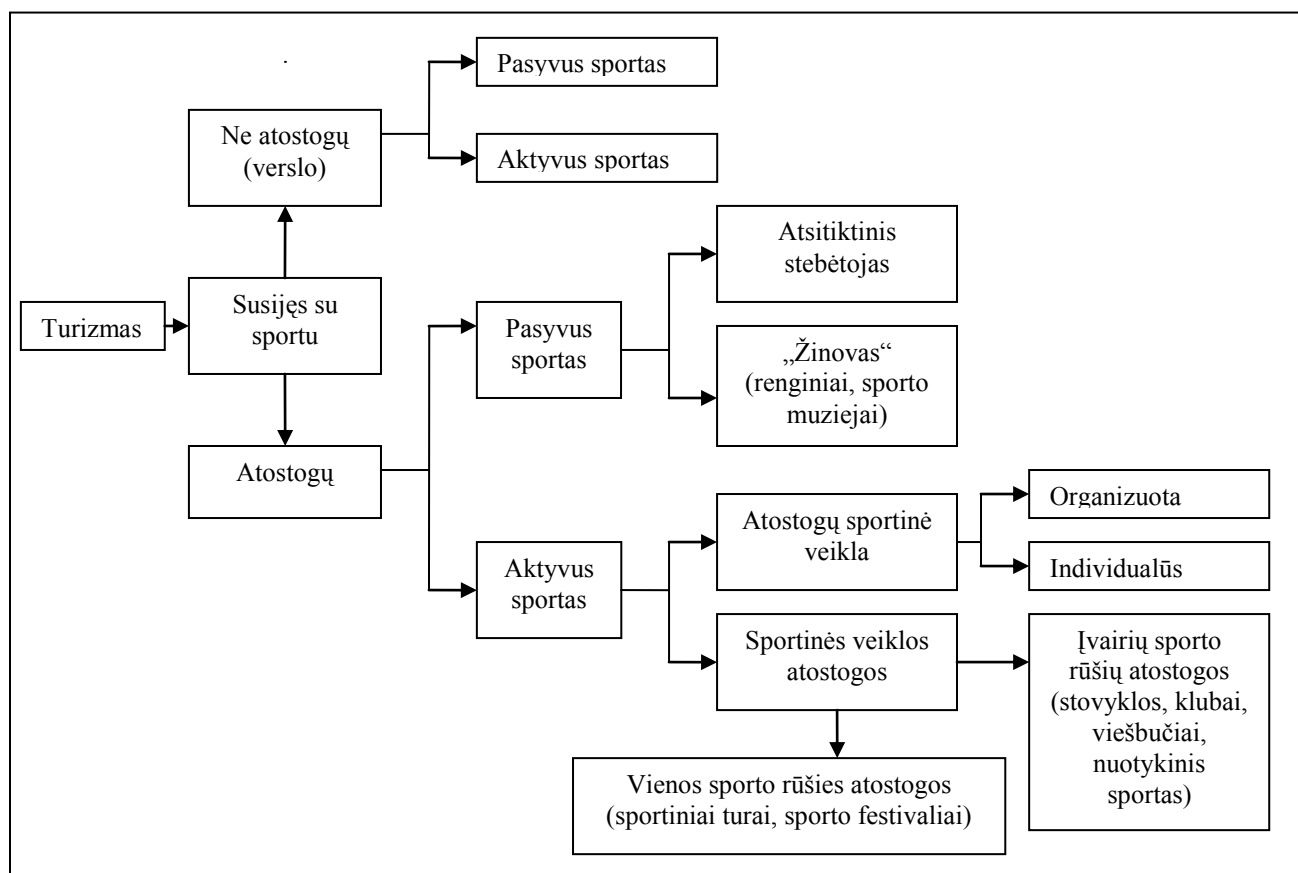 Pasyvus sportas
Ne atostogų
(verslo)
Aktyvus sportas
Atsitiktinis
stebėtojas
Turizmas
Susijęs su
sportu
Pasyvus
sportas
„Žinovas“
(renginiai, sporto
muziejai)
Atostogų
Organizuota
Atostogų sportinė
veikla
Aktyvus
sportas
Individualūs
Sportinės veiklos
atostogos
Įvairių sporto
rūšių atostogos
(stovyklos, klubai,
viešbučiai,
nuotykinis
sportas)
Vienos sporto rūšies atostogos
(sportiniai turai, sporto festivaliai)